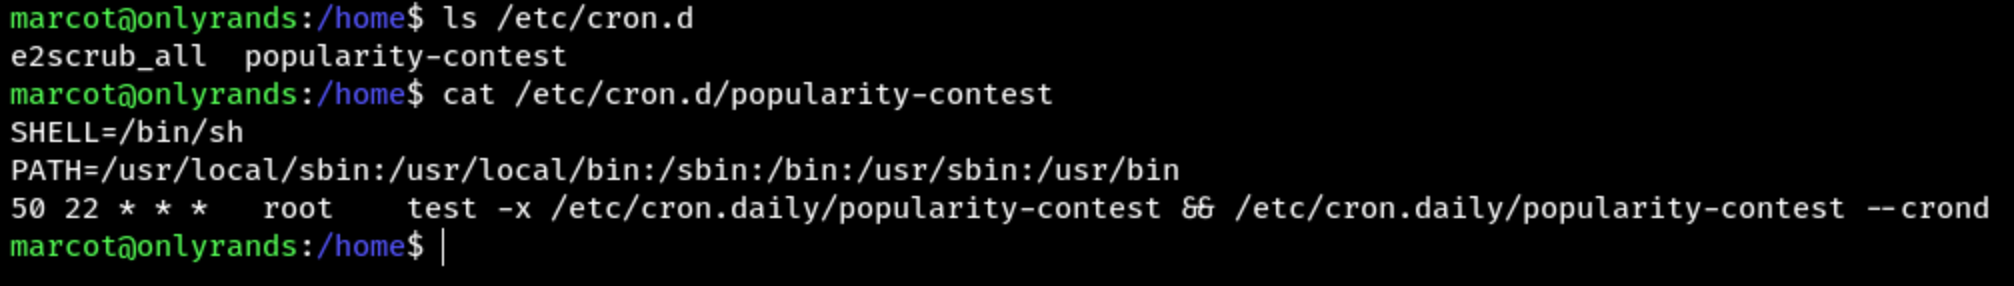 marcot@onlyrands:/home$ ls /etc/cron.d
e2scrub_all  popularity-contest
marcot@onlyrands:/home$ cat /etc/cron.d/popularity-contest
SHELL=/bin/sh
PATH=/usr/local/sbin:/usr/local/bin:/sbin:/bin:/usr/sbin:/usr/bin
50 22 * * *   root    test -x /etc/cron.daily/popularity-contest && /etc/cron.daily/popularity-contest --crond
marcot@onlyrands:/home$